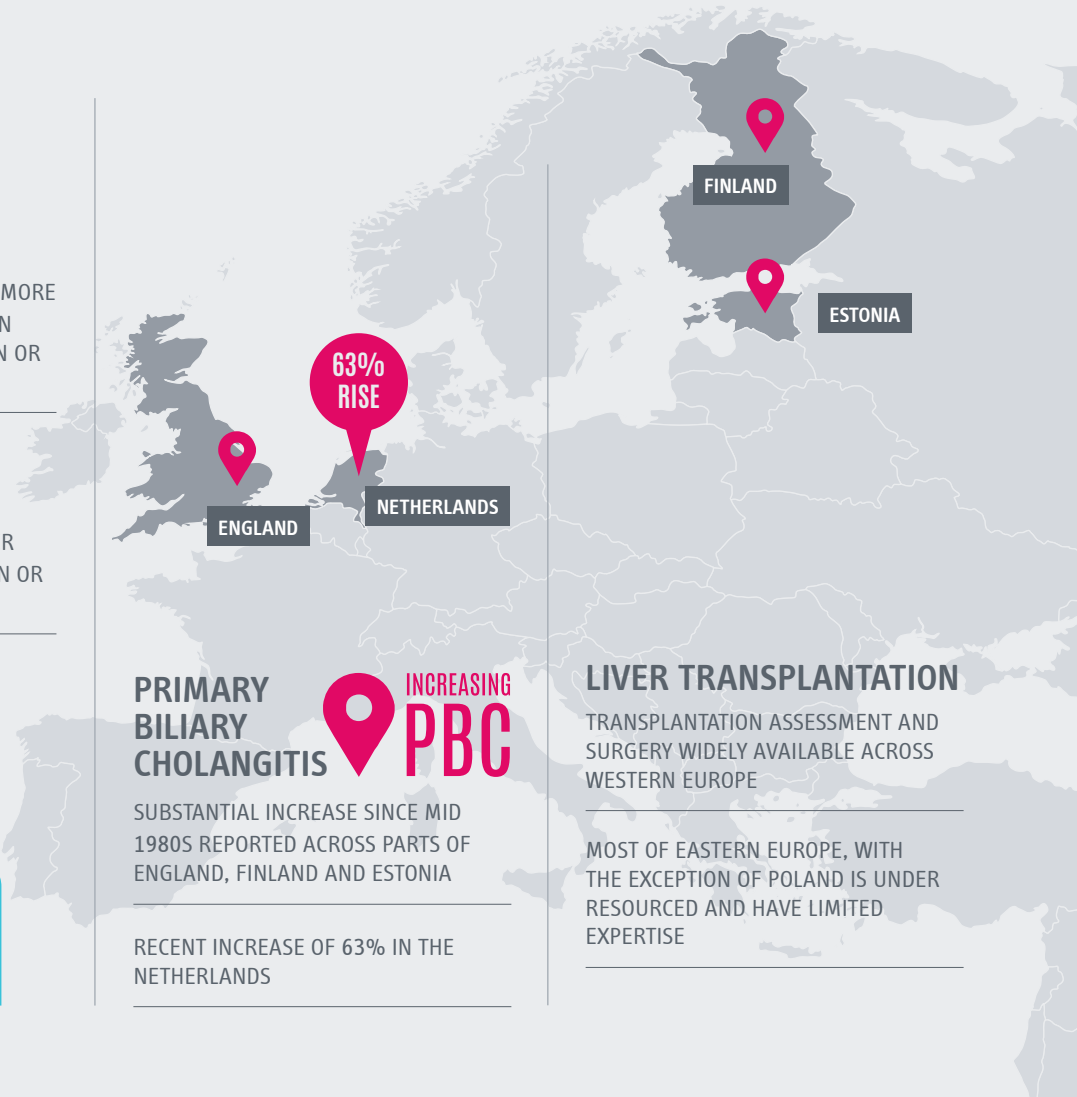 MORE
N
N OR
R
N OR
FINLAND
ESTONIA
63%
RISE
NETHERLANDS
ENGLAND
PRIMARY
BILIARY
CHOLANGITIS
INCREASING
PBC
SUBSTANTIAL INCREASE SINCE MID
1980S REPORTED ACROSS PARTS OF
ENGLAND, FINLAND AND ESTONIA
RECENT INCREASE OF 63% IN THE
NETHERLANDS
LIVER TRANSPLANTATION
TRANSPLANTATION ASSESSMENT AND
SURGERY WIDELY AVAILABLE ACROSS
WESTERN EUROPE
MOST OF EASTERN EUROPE, WITH
THE EXCEPTION OF POLAND IS UNDER
RESOURCED AND HAVE LIMITED
EXPERTISE